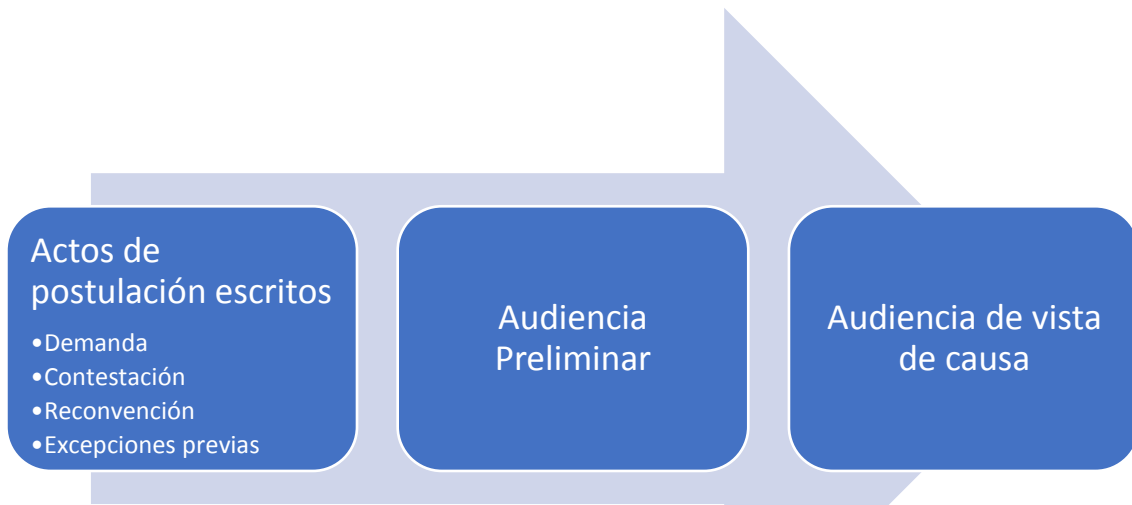 Actos de
postulación escritos
•Demanda
•Contestación
•Reconvención
•Excepciones previas
Audiencia
Preliminar
Audiencia de vista
de causa